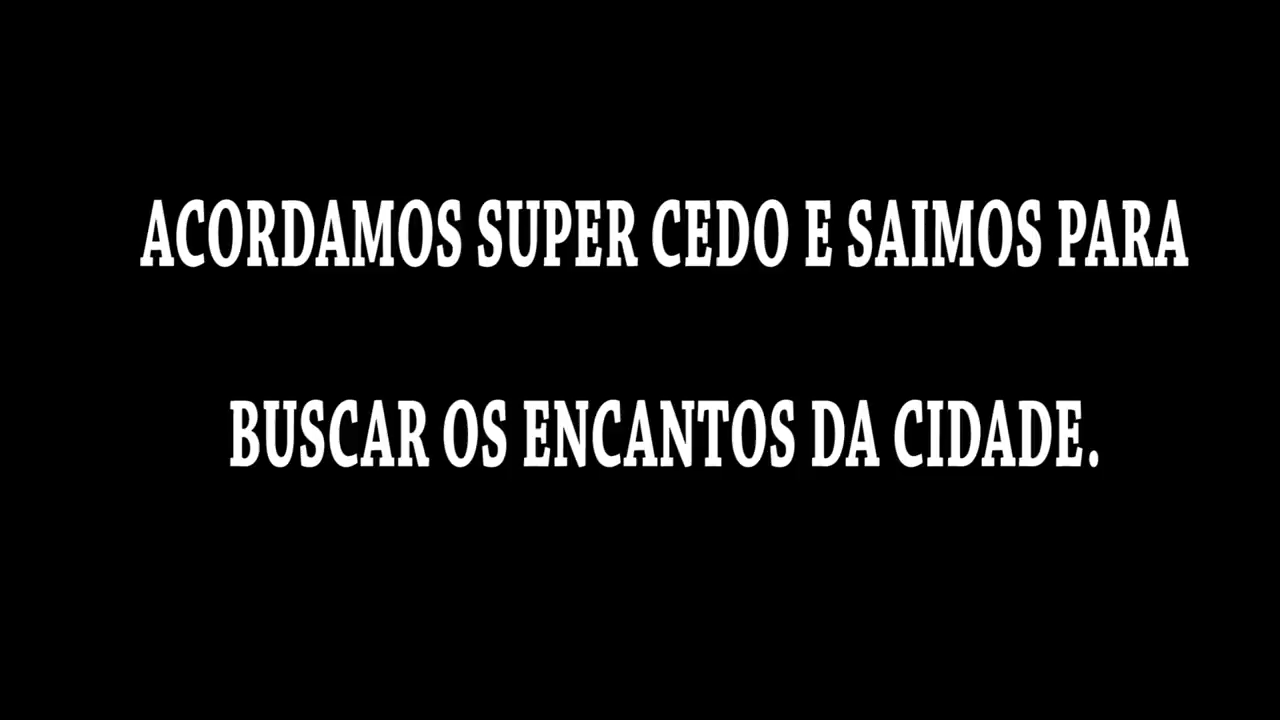 ACORDAMOS SUPER CEDO E SAIMOS PARA
BUSCAR OS ENCANTOS DA CIDADE.